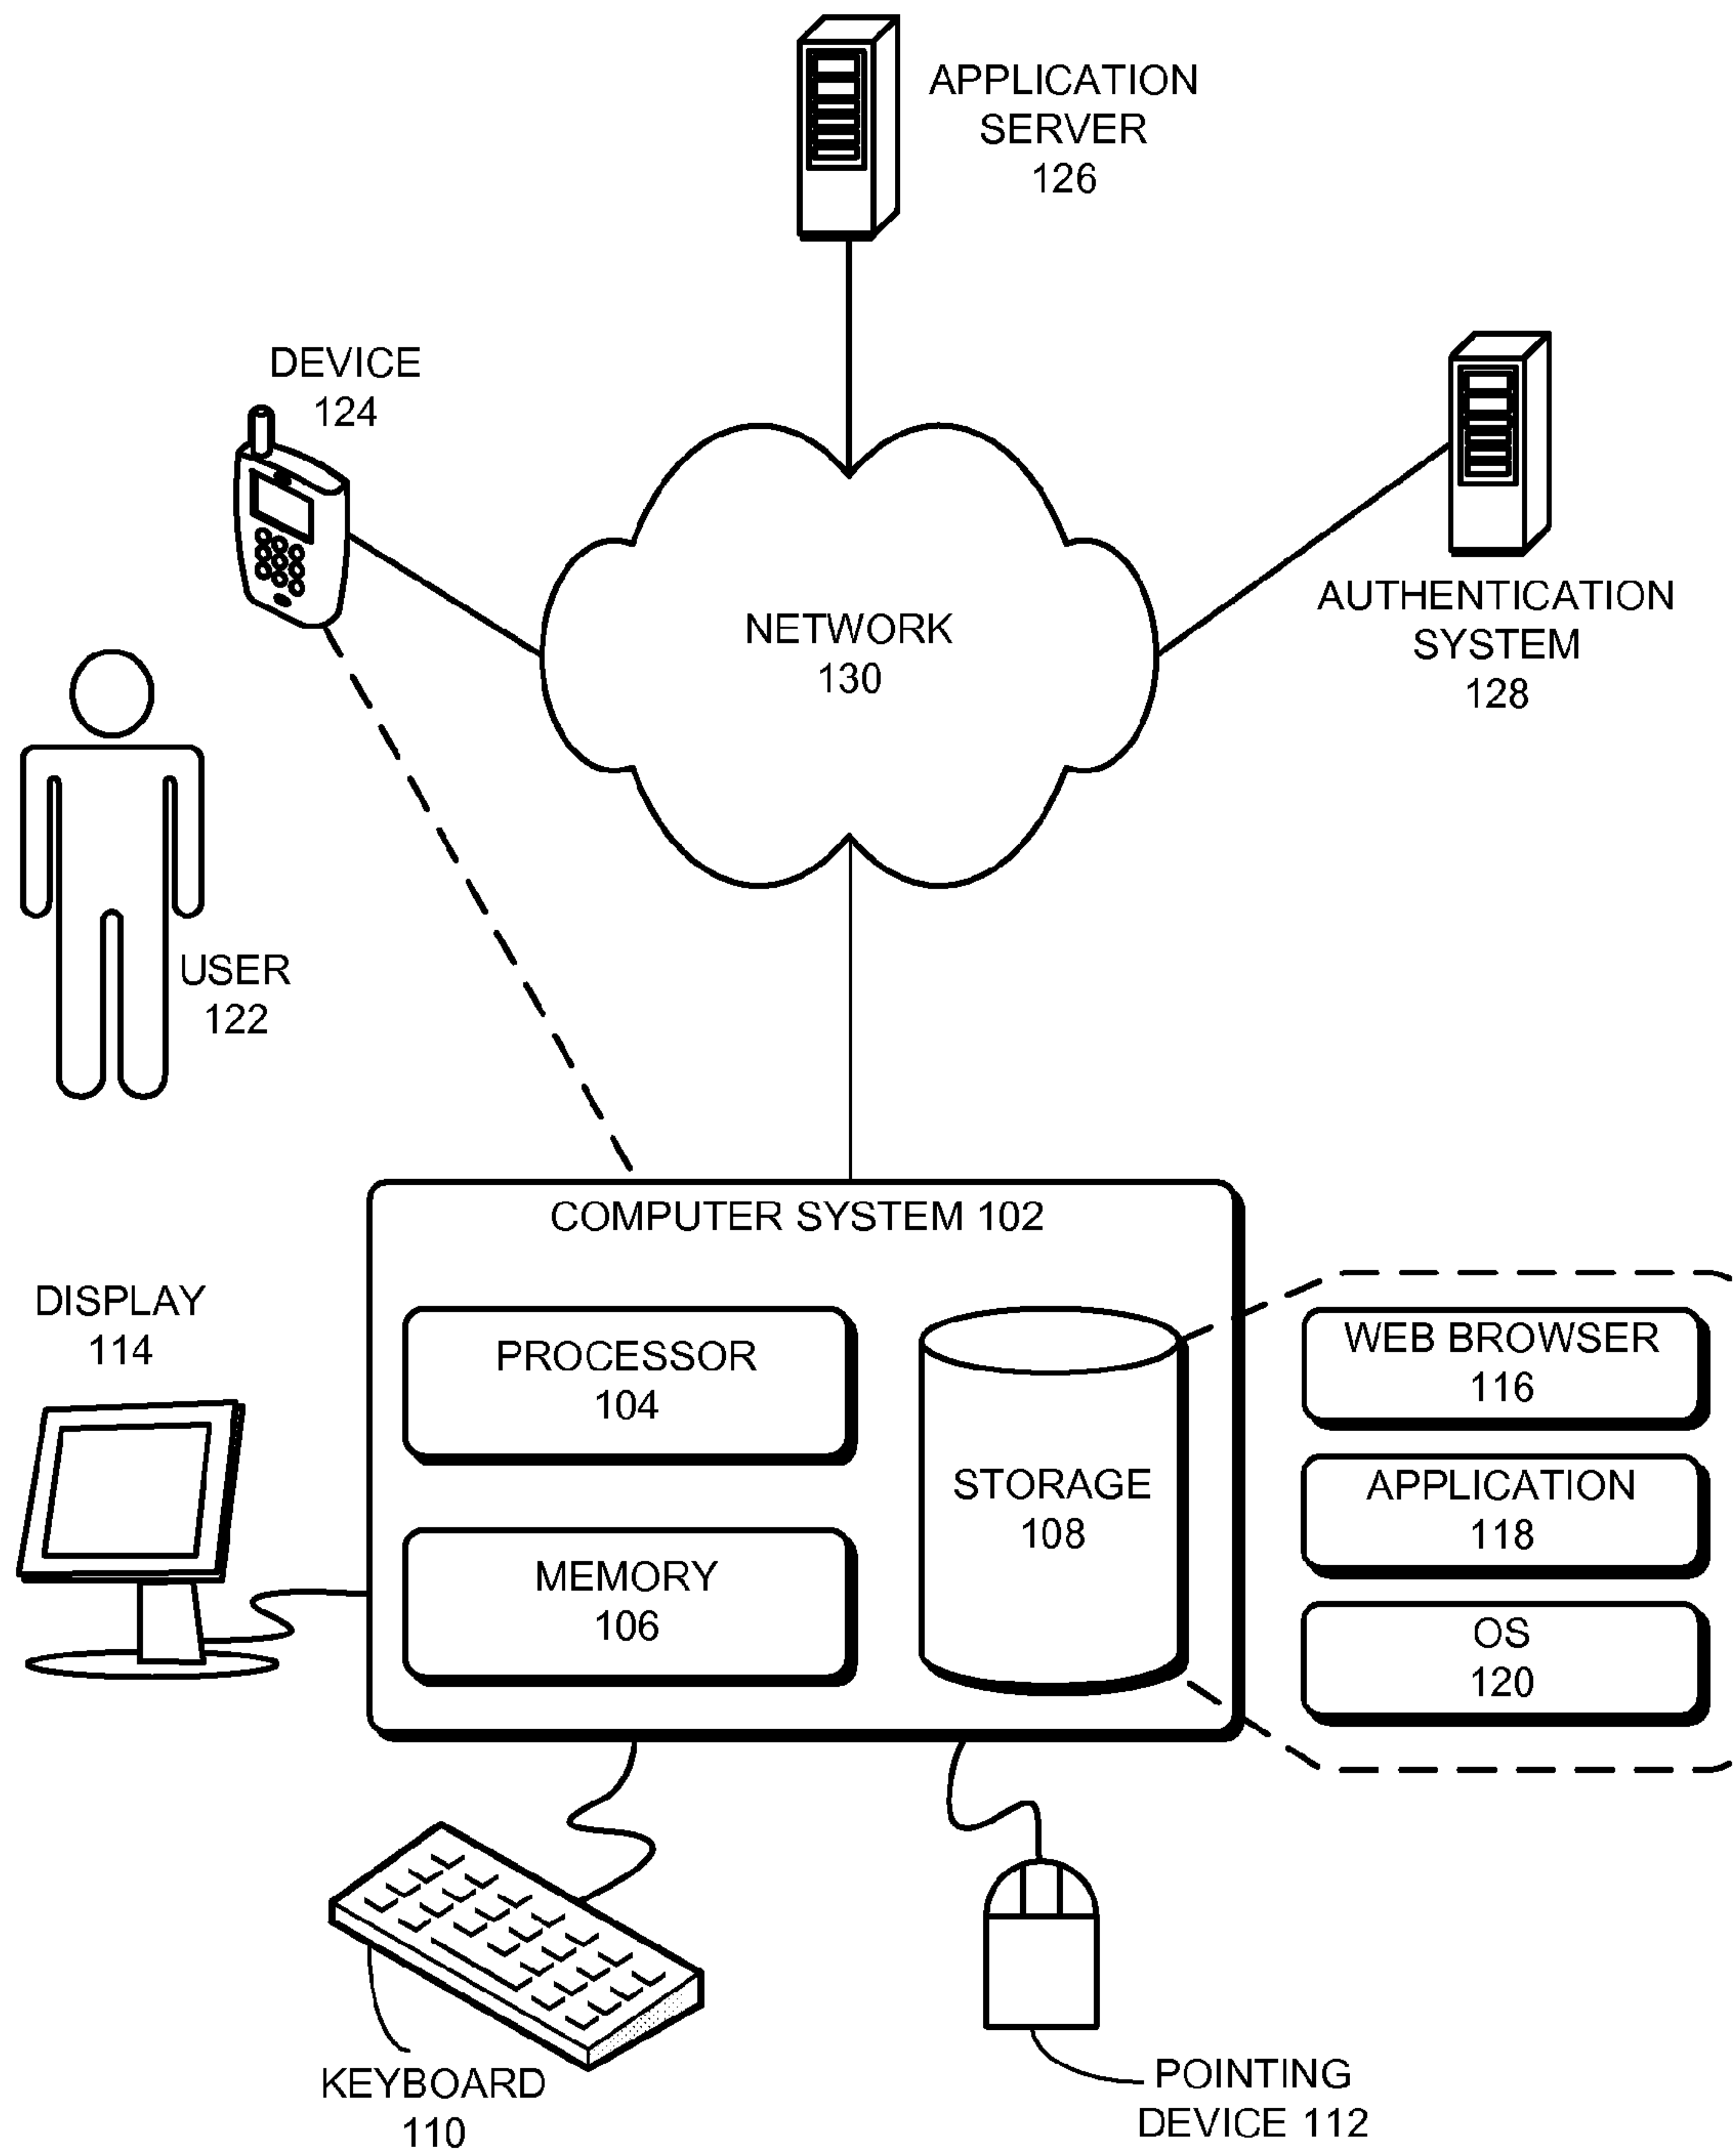 APPLICATION
SERVER
126
DEVICE
124
AUTHENTICATION
SYSTEM
128
NETWORK
130
USER
122
COMPUTER SYSTEM 102
DISPLAY
114
PROCESSOR
104
MEMORY
106
STORAGE
108
WEB BROWSER
116
APPLICATION
118
OS
120
KEYBOARD
110
POINTING
DEVICE 112